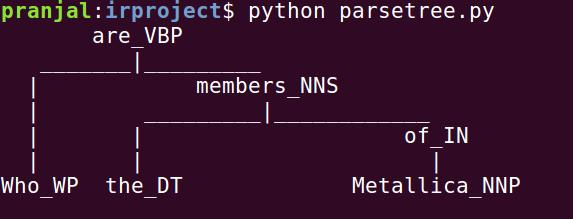 pranjal:irproject$ python parsetree.py
are_VBP
members_NNS
of_IN
Who_WP the_DT Metallica_NNP